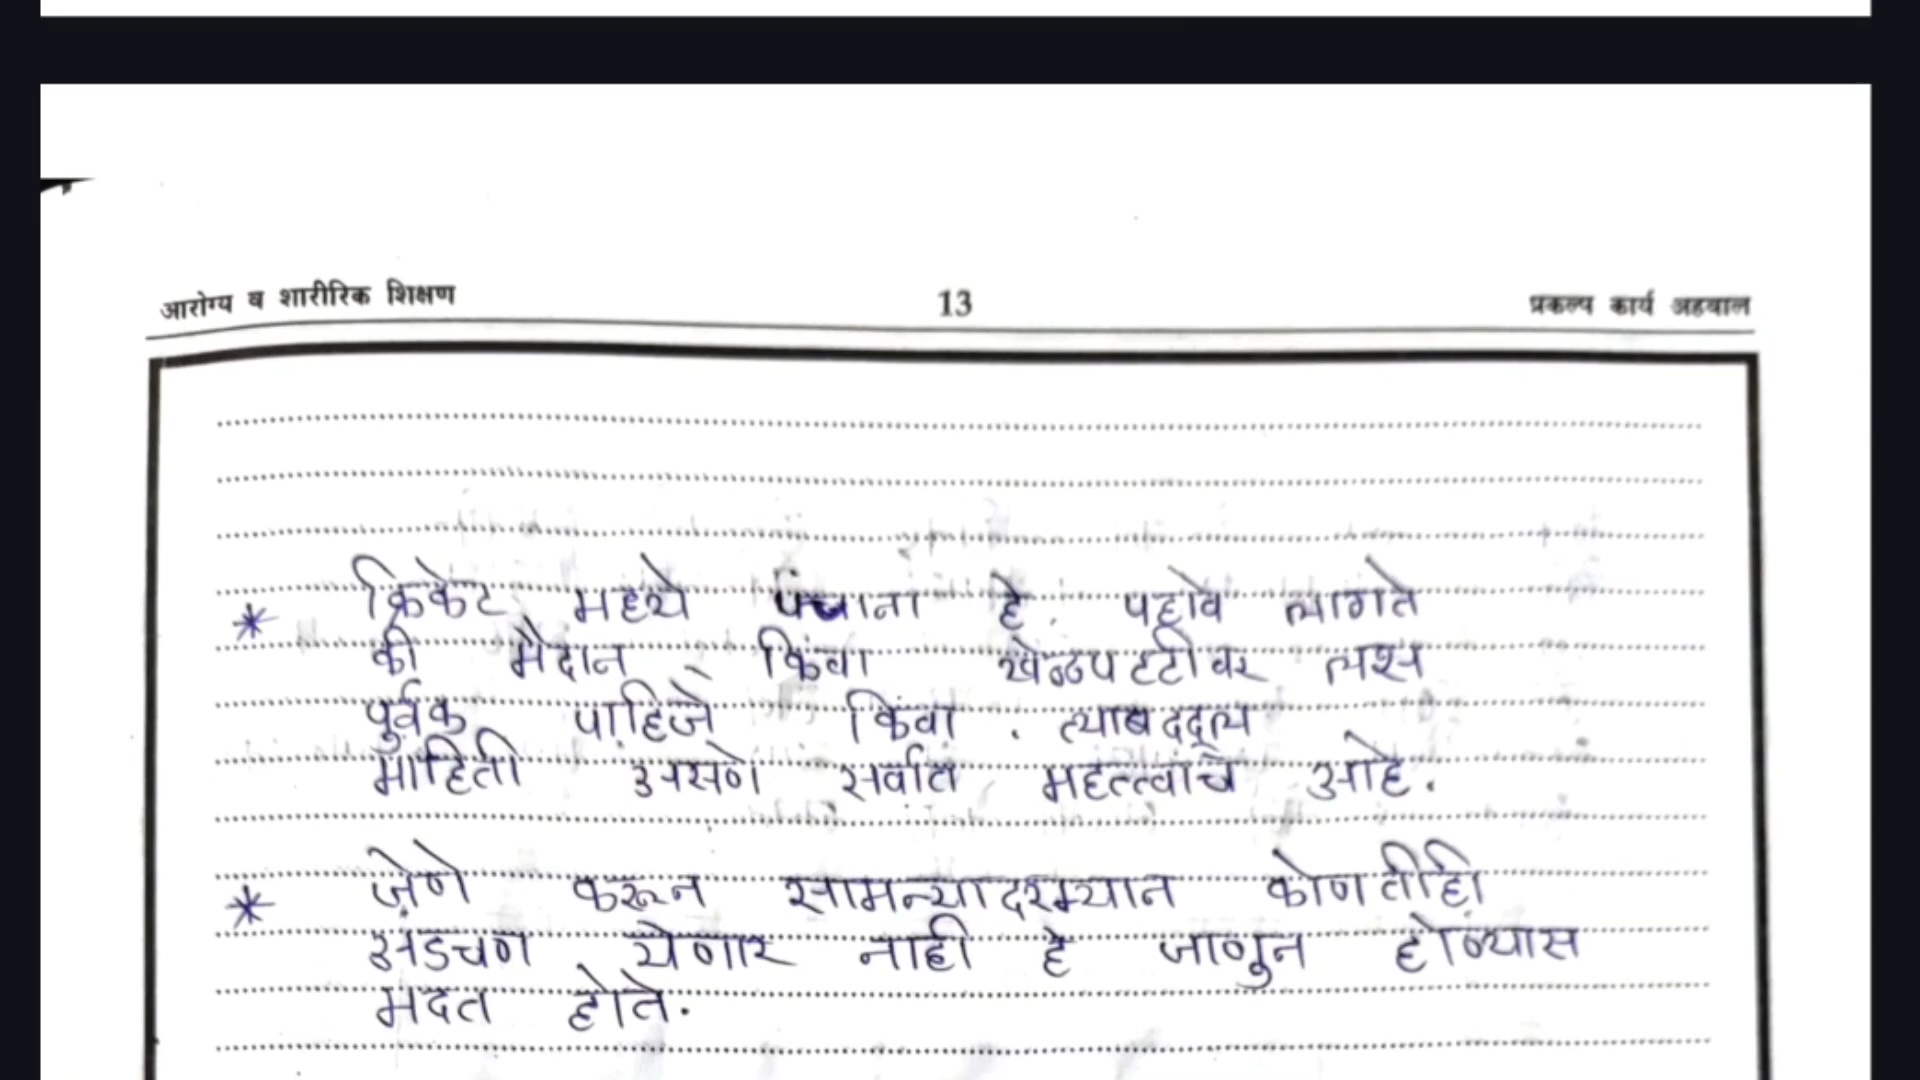 आरोग्य व शारीरिक शिक्षण 13 प्रकल्प कार्य अहवाल
* क्रिकेट मध्ये पंचाना हे. पहावे लागते
की मैदान किंवा खेळपट्टीवर लक्ष
पुर्वक पाहिजे किंवा . त्याबद्दल
माहिती असणे सर्वात महत्त्वाचे आहे.
* जेणे करून सामन्यादरम्यान कोणतीही
अडचण येणार नाही हे जाणुन होण्यास
मदत होते.